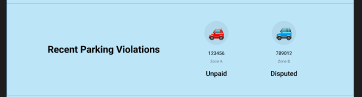 Recent Parking Violations
123456
Zone A
Unpaid
789012
Zone B
Disputed